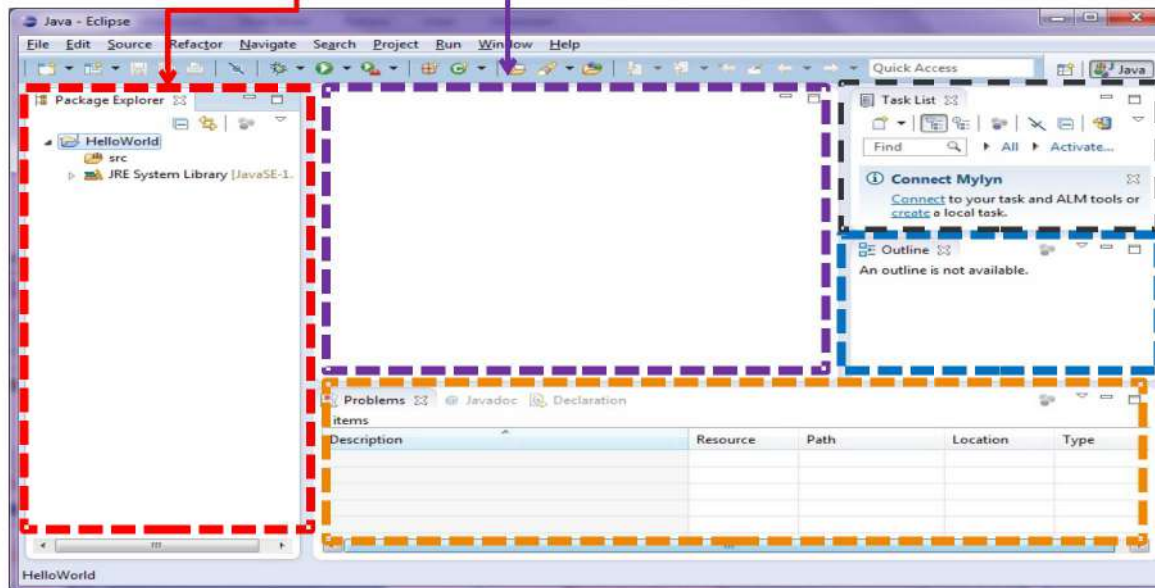 Java - Eclipse
File Edit Source Refactor Navigate Search Project Run Window Help
Quick Access
Java
Package Explorer
HelloWorld
src
JRE System Library [JavaSE-1.
Task List
Find All Activate...
Connect Mylyn
Connect to your task and ALM tools or
create a local task.
Outline
An outline is not available.
Problems Javadoc Declaration
items
Description Resource Path Location Type
HelloWorld